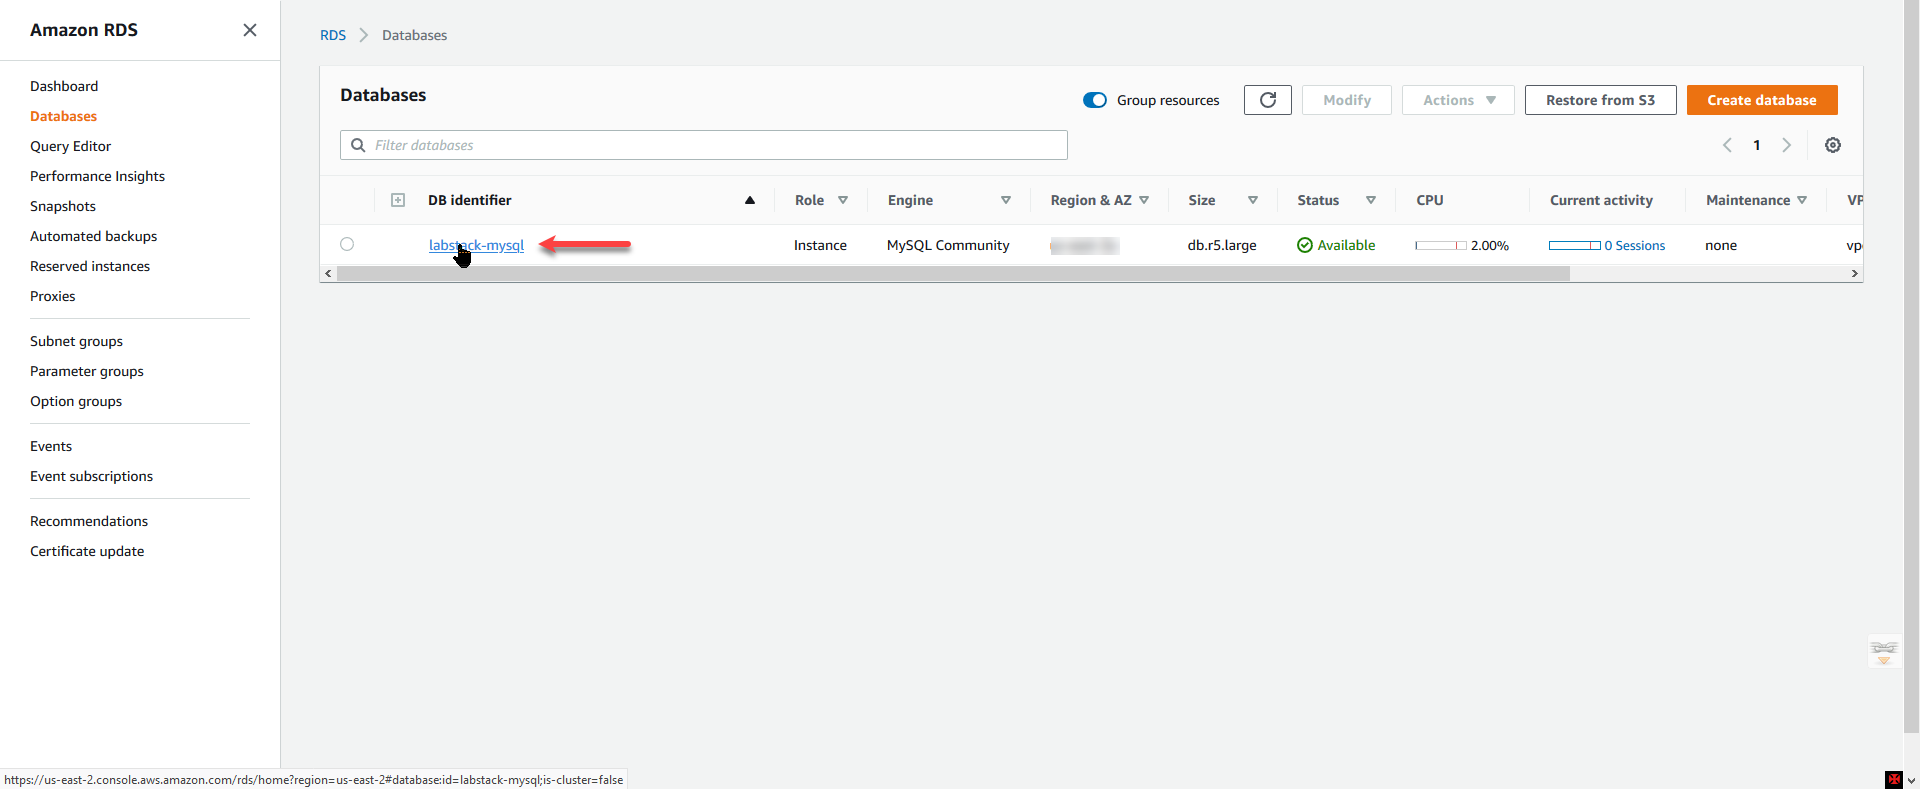 Amazon RDS
Dashboard
Databases
Query Editor
Performance Insights
Snapshots
Automated backups
Reserved instances
Proxies
Subnet groups
Parameter groups
Option groups
Events
Event subscriptions
Recommendations
Certificate update
RDS > Databases
Databases
Group resources
Modify
Actions
Restore from S3
Create database
Filter databases
1
DB identifier Role Engine Region & AZ Size Status CPU Current activity Maintenance VP
labstack-mysql Instance MySQL Community db.r5.large Available 2.00% 0 Sessions none vp
https://us-east-2.console.aws.amazon.com/rds/home?region=us-east-2#database:id=labstack-mysql;is-cluster=false